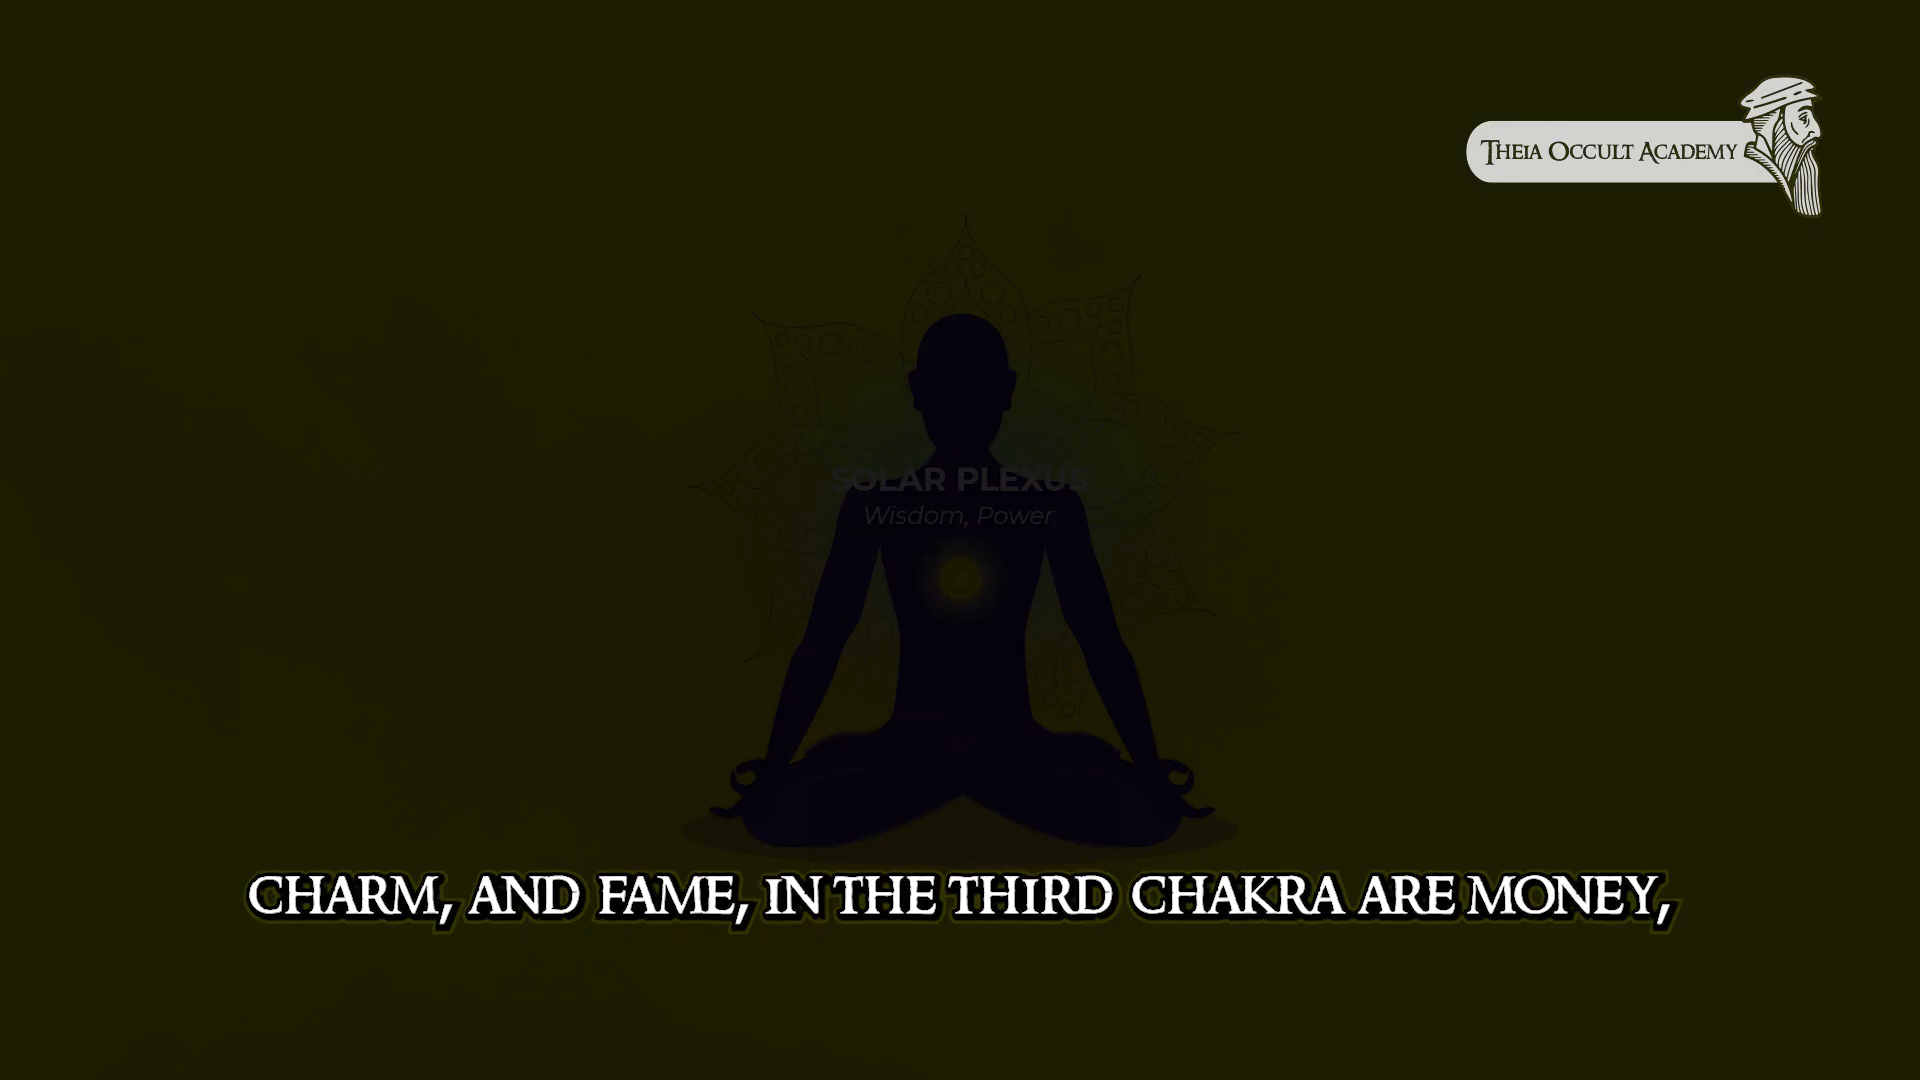 THEIA OCCULT ACADEMY
SOLAR PLEXUS
Wisdom, Power
CHARM, AND FAME, IN THE THIRD CHAKRA ARE MONEY,